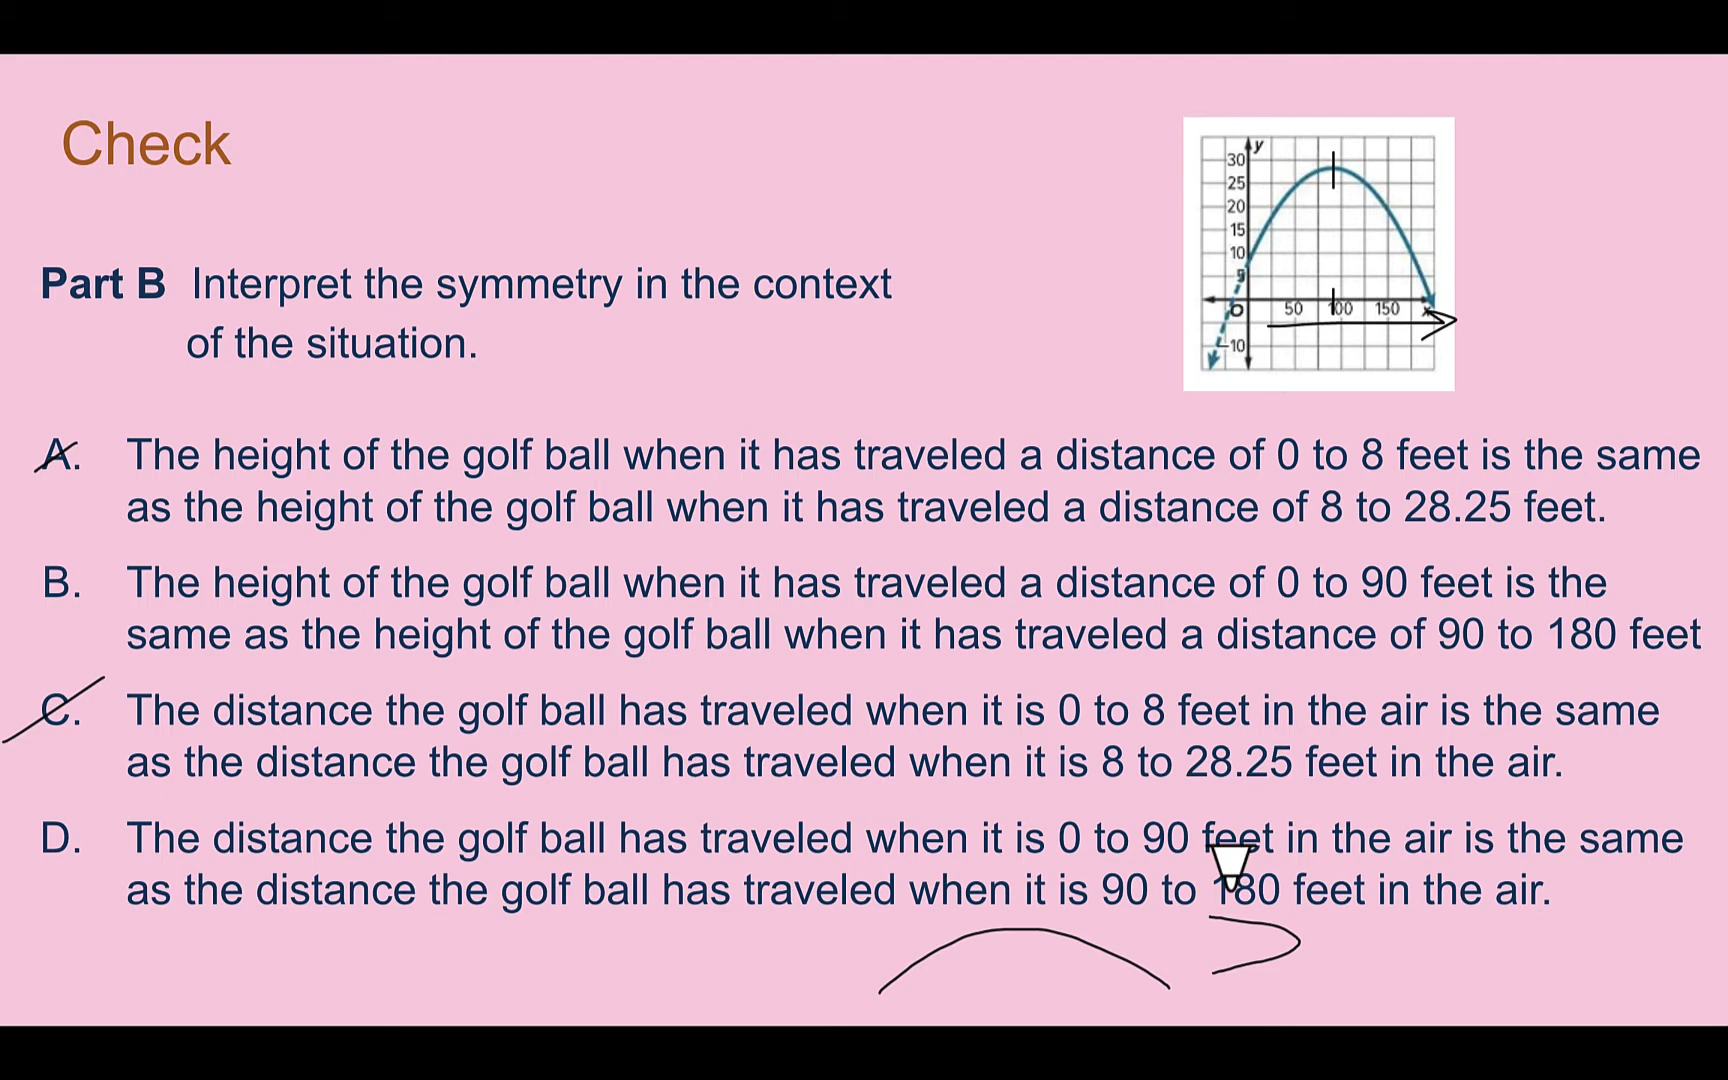 Check
y
30
25
20
15
10
5
O
50
100
150
x
-10
Part B Interpret the symmetry in the context
of the situation.
A. The height of the golf ball when it has traveled a distance of 0 to 8 feet is the same
as the height of the golf ball when it has traveled a distance of 8 to 28.25 feet.
B. The height of the golf ball when it has traveled a distance of 0 to 90 feet is the
same as the height of the golf ball when it has traveled a distance of 90 to 180 feet
C. The distance the golf ball has traveled when it is 0 to 8 feet in the air is the same
as the distance the golf ball has traveled when it is 8 to 28.25 feet in the air.
D. The distance the golf ball has traveled when it is 0 to 90 feet in the air is the same
as the distance the golf ball has traveled when it is 90 to 180 feet in the air.